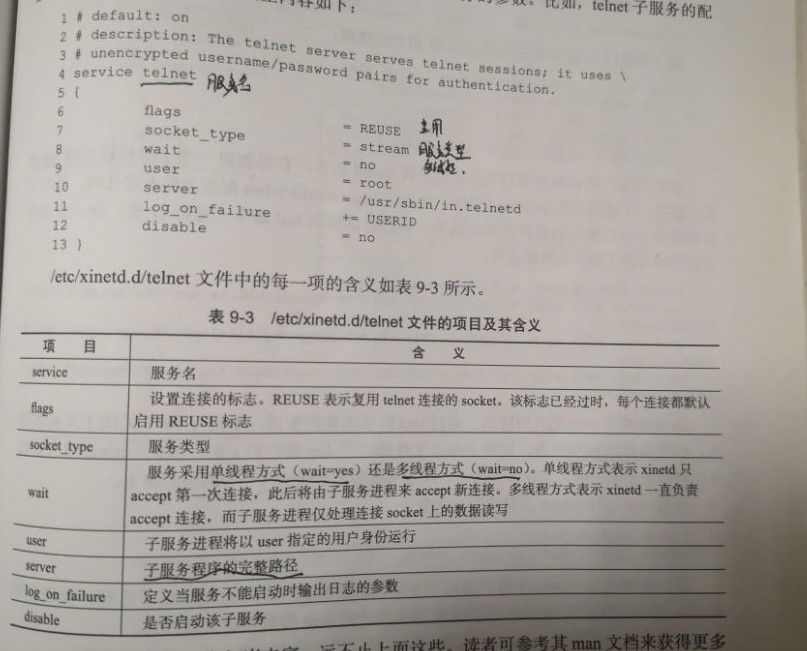 内容如下：
的参数。比如，telnet 子服务的配
1 # default: on
2 # description: The telnet server serves telnet sessions; it uses \
3 # unencrypted username/password pairs for authentication.
4 service telnet 服务名
5 {
6 flags = REUSE 复用
7 socket_type = stream 服务类型
8 wait = no
9 user = root
10 server = /usr/sbin/in.telnetd
11 log_on_failure += USERID
12 disable = no
13 }
/etc/xinetd.d/telnet 文件中的每一项的含义如表 9-3 所示。
表 9-3 /etc/xinetd.d/telnet 文件的项目及其含义
项 目 含 义
service 服务名
flags 设置连接的标志。REUSE 表示复用 telnet 连接的 socket。该标志已经过时，每个连接都默认
启用 REUSE 标志
socket_type 服务类型
服务采用单线程方式（wait=yes）还是多线程方式（wait=no）。单线程方式表示 xinetd 只
wait accept 第一次连接，此后将由子服务进程来 accept 新连接。多线程方式表示 xinetd 一直负责
accept 连接，而子服务进程仅处理连接 socket 上的数据读写
user 子服务进程将以 user 指定的用户身份运行
server 子服务程序的完整路径
log_on_failure 定义当服务不能启动时输出日志的参数
disable 是否启动该子服务
远不止上面这些。读者可参考其 man 文档来获得更多